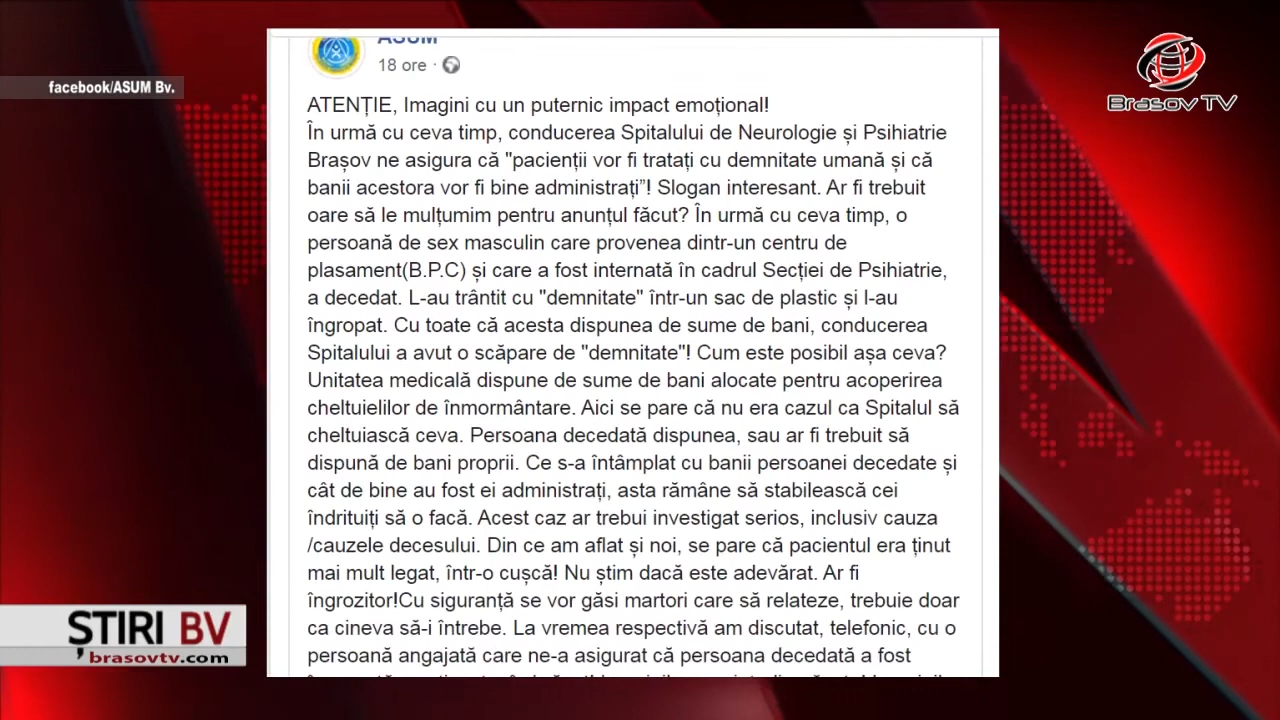 ASUM
18 ore ·
facebook/ASUM Bv.
Brasov TV
ATENȚIE, Imagini cu un puternic impact emoțional!
În urmă cu ceva timp, conducerea Spitalului de Neurologie și Psihiatrie
Brașov ne asigura că "pacienții vor fi tratați cu demnitate umană și că
banii acestora vor fi bine administrați”! Slogan interesant. Ar fi trebuit
oare să le mulțumim pentru anunțul făcut? În urmă cu ceva timp, o
persoană de sex masculin care provenea dintr-un centru de
plasament(B.P.C) și care a fost internată în cadrul Secției de Psihiatrie,
a decedat. L-au trântit cu "demnitate" într-un sac de plastic și l-au
îngropat. Cu toate că acesta dispunea de sume de bani, conducerea
Spitalului a avut o scăpare de "demnitate"! Cum este posibil așa ceva?
Unitatea medicală dispune de sume de bani alocate pentru acoperirea
cheltuielilor de înmormântare. Aici se pare că nu era cazul ca Spitalul să
cheltuiască ceva. Persoana decedată dispunea, sau ar fi trebuit să
dispună de bani proprii. Ce s-a întâmplat cu banii persoanei decedate și
cât de bine au fost ei administrați, asta rămâne să stabilească cei
îndrituiți să o facă. Acest caz ar trebui investigat serios, inclusiv cauza
/cauzele decesului. Din ce am aflat și noi, se pare că pacientul era ținut
mai mult legat, într-o cușcă! Nu știm dacă este adevărat. Ar fi
îngrozitor!Cu siguranță se vor găsi martori care să relateze, trebuie doar
ca cineva să-i întrebe. La vremea respectivă am discutat, telefonic, cu o
persoană angajată care ne-a asigurat că persoana decedată a fost
ȘTIRI BV
brasovtv.com